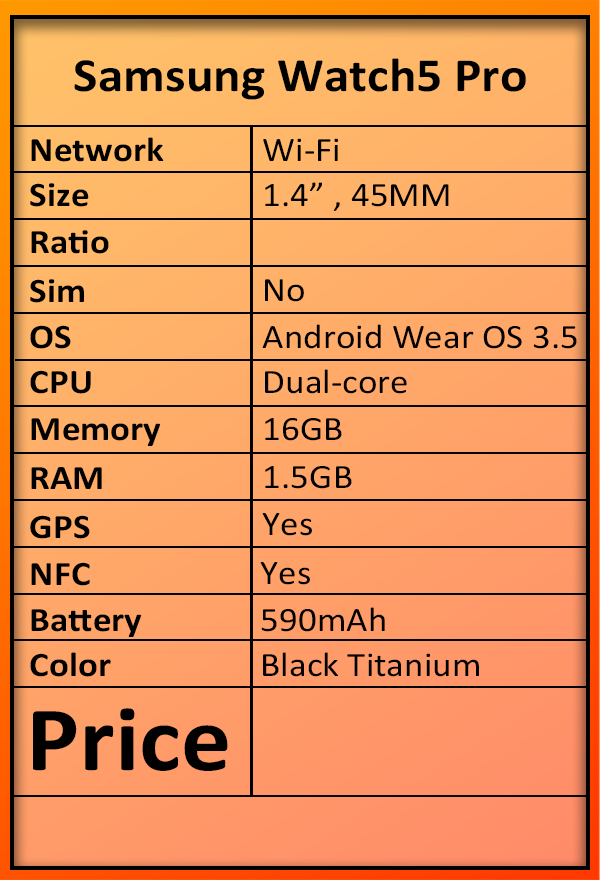 Samsung Watch5 Pro
Network Wi-Fi
Size 1.4” , 45MM
Ratio
Sim No
OS Android Wear OS 3.5
CPU Dual-core
Memory 16GB
RAM 1.5GB
GPS Yes
NFC Yes
Battery 590mAh
Color Black Titanium
Price